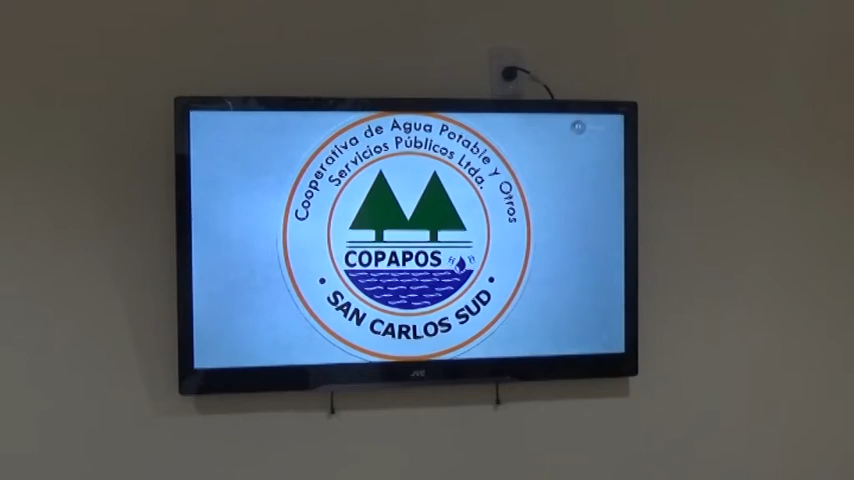 Cooperativa de Agua Potable Y Otros
Servicios Públicos Ltda.
COPAPOS
• SAN CARLOS SUD •
JVC